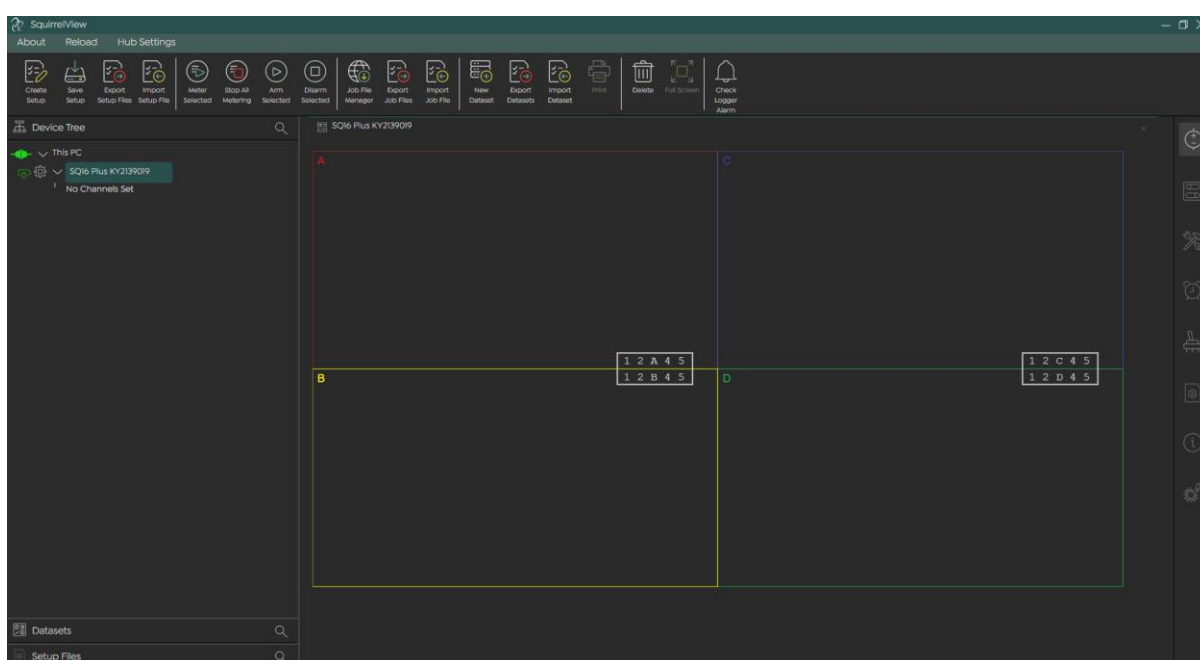 SquirrelView
About Reload Hub Settings
Create Setup
Save Setup
Export Setup Files
Import Setup File
Meter Selected
Stop All Metering
Arm Selected
Disarm Selected
Job File Manager
Export Job Files
Import Job File
New Dataset
Export Datasets
Import Dataset
Print
Delete
Full Screen
Check Logger Alarm
Device Tree
SQ16 Plus KY2139019
This PC
SQ16 Plus KY2139019
No Channels Set
A
C
1 2 A 4 5
1 2 C 4 5
B
1 2 B 4 5
D
1 2 D 4 5
Datasets
Setup Files